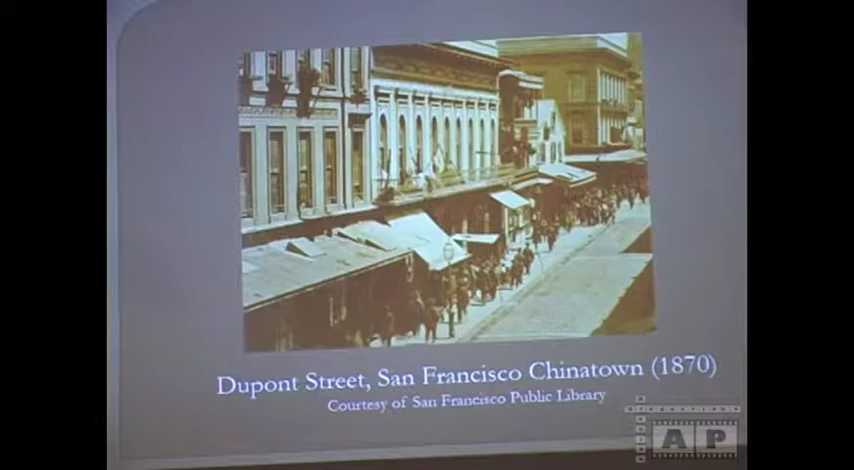 Dupont Street, San Francisco Chinatown (1870)
Courtesy of San Francisco Public Library
AP